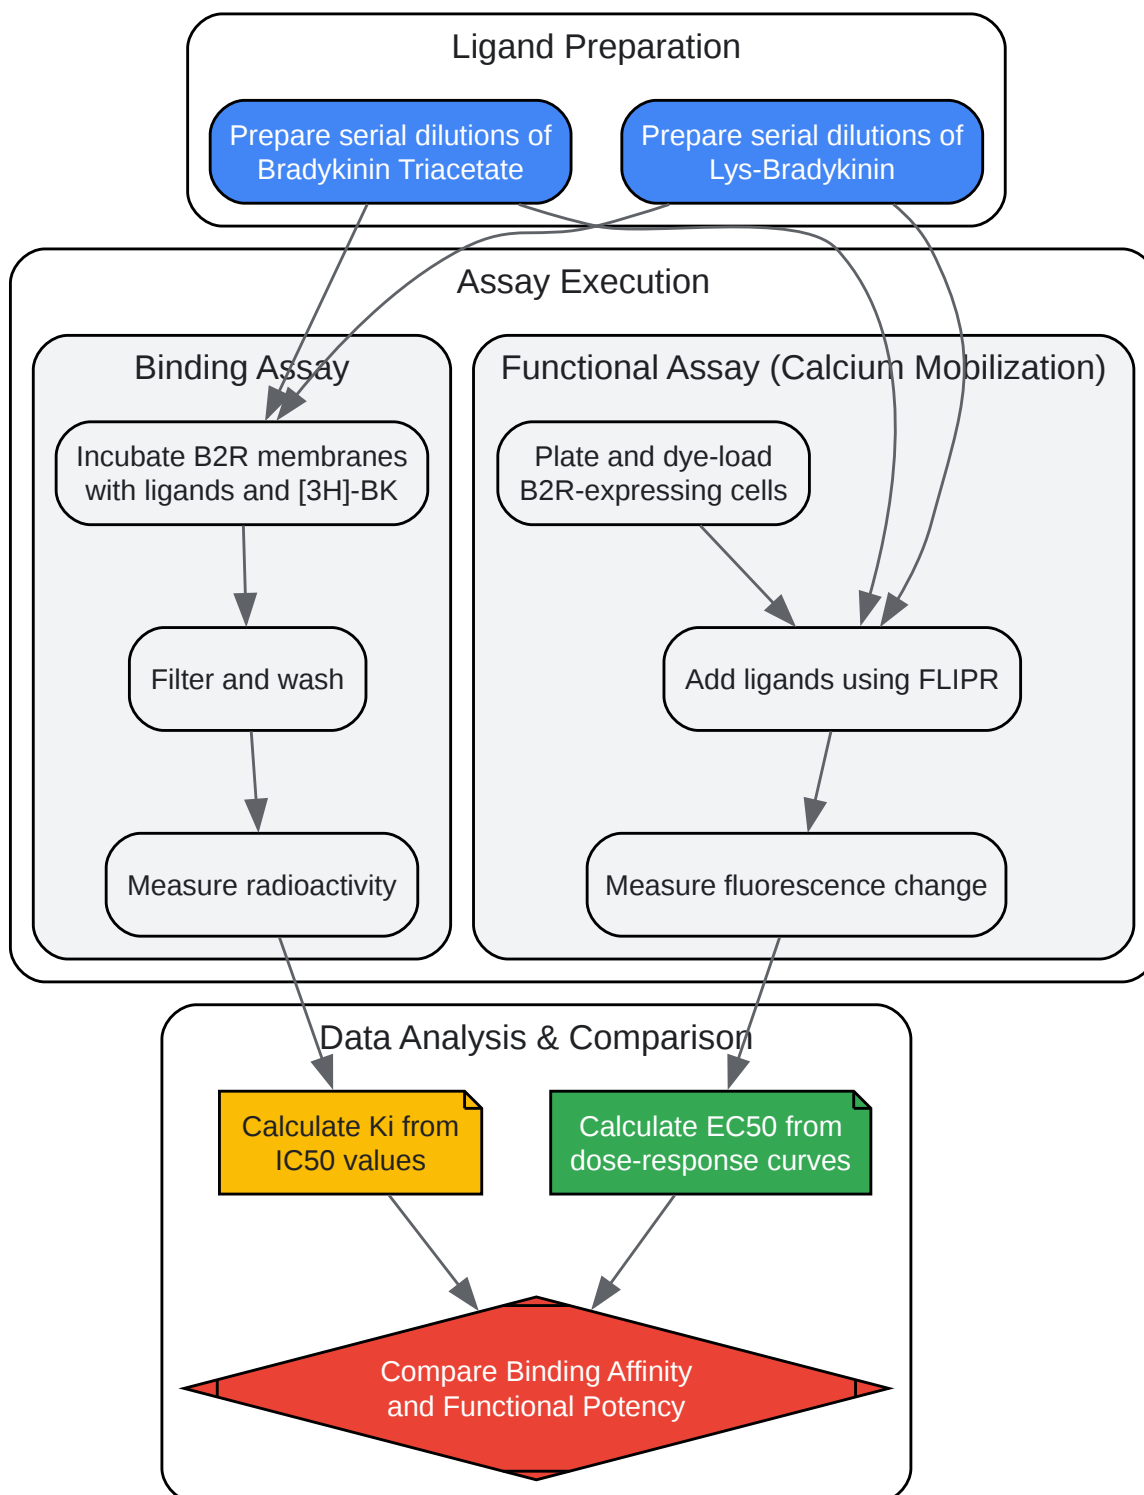 Ligand Preparation
Prepare serial dilutions of
Bradykinin Triacetate
Prepare serial dilutions of
Lys-Bradykinin
Assay Execution
Binding Assay
Functional Assay (Calcium Mobilization)
Incubate B2R membranes
with ligands and [3H]-BK
Plate and dye-load
B2R-expressing cells
Filter and wash
Add ligands using FLIPR
Measure radioactivity
Measure fluorescence change
Data Analysis & Comparison
Calculate Ki from
IC50 values
Calculate EC50 from
dose-response curves
Compare Binding Affinity
and Functional Potency